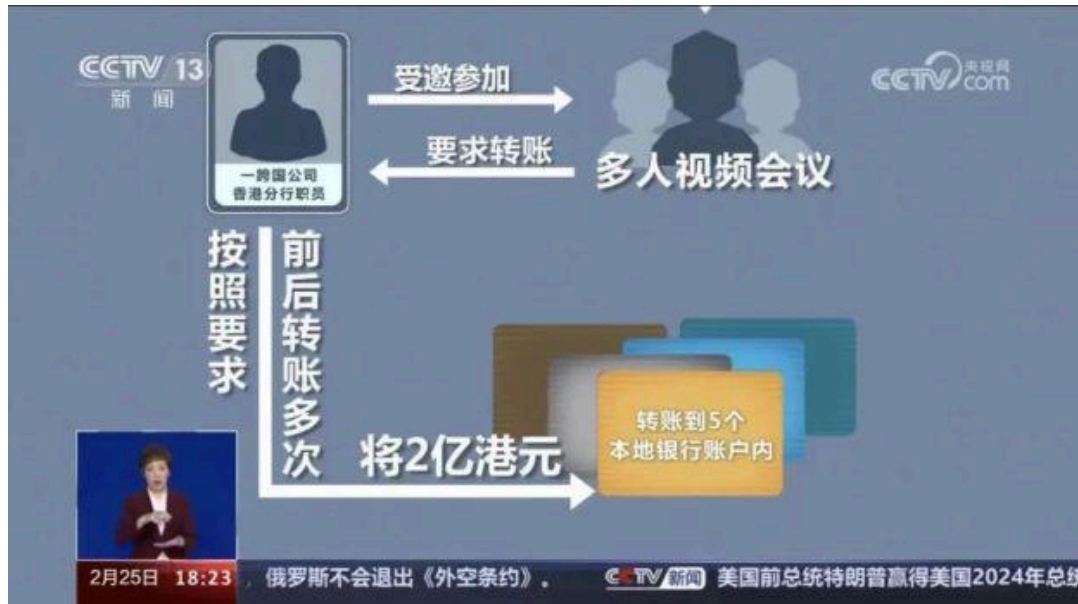 CCTV 13
新闻
受邀参加
央视网
CCTV com
要求转账
一跨国公司
香港分行职员
多人视频会议
按照要求
前后转账多次
将2亿港元
转账到5个
本地银行账户内
2月25日 18:23
俄罗斯不会退出《外空条约》.
CCTV 新闻
美国前总统特朗普赢得美国2024年总统